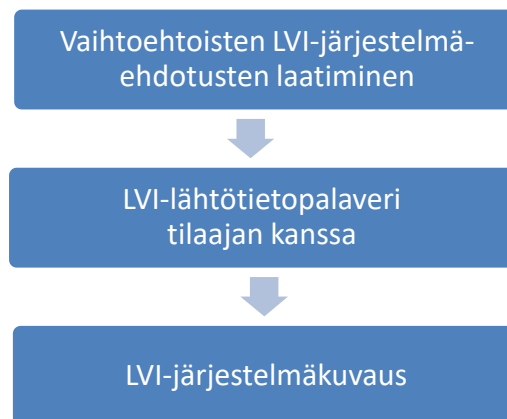 Vaihtoehtoisten LVI-järjestelmä-
ehdotusten laatiminen
LVI-lähtötietopalaveri
tilaajan kanssa
LVI-järjestelmäkuvaus